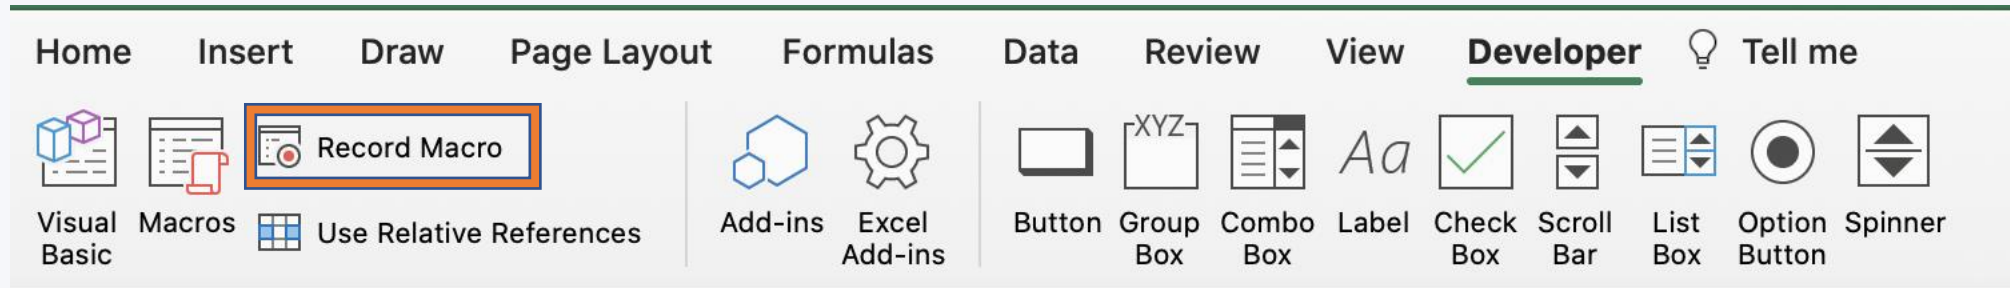 Home Insert Draw Page Layout Formulas Data Review View Developer Tell me
Record Macro
XYZ
Aa
Visual Basic
Macros
Use Relative References
Add-ins
Excel Add-ins
Button
Group Box
Combo Box
Label
Check Box
Scroll Bar
List Box
Option Button
Spinner